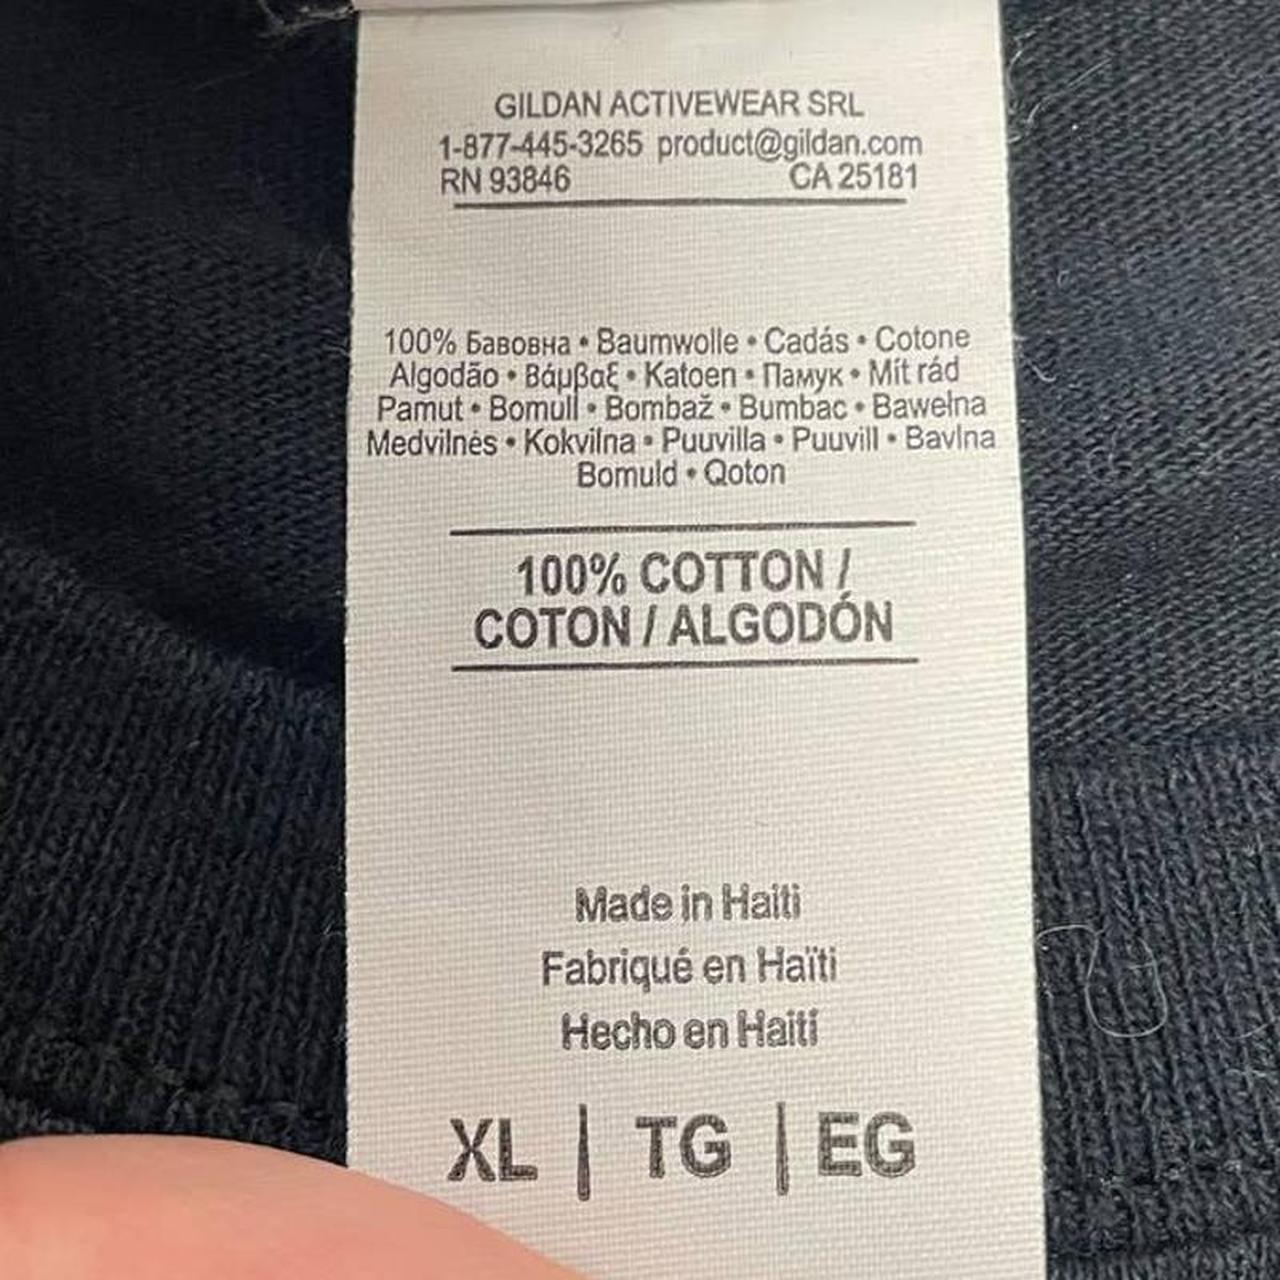 GILDAN ACTIVEWEAR SRL
1-877-445-3265 product@gildan.com
RN 93846 CA 25181
100% Бавовна • Baumwolle • Cadás • Cotone
Algodão • Βάμβαξ • Katoen • Памук • Mít rád
Pamut • Bomull • Bombaž • Bumbac • Bawełna
Medvilnės • Kokvilna • Puuvilla • Puuvill • Bavlna
Bomuld • Qoton
100% COTTON /
COTON / ALGODÓN
Made in Haiti
Fabriqué en Haïti
Hecho en Haití
XL | TG | EG